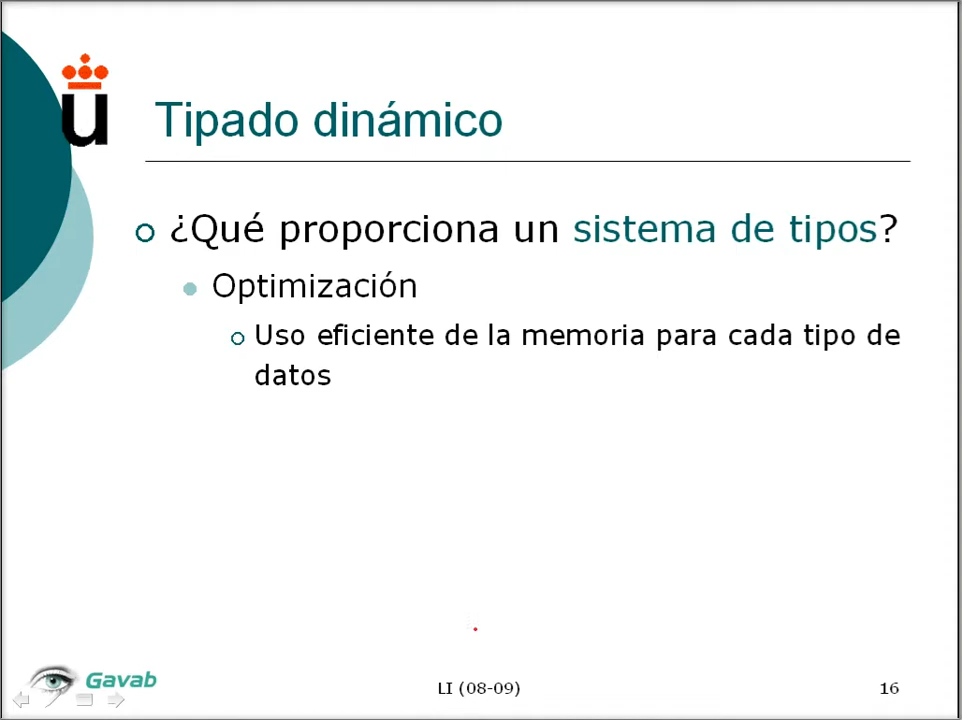 u
Tipado dinámico
¿Qué proporciona un sistema de tipos?
Optimización
Uso eficiente de la memoria para cada tipo de
datos
Gavab
LI (08-09)
16